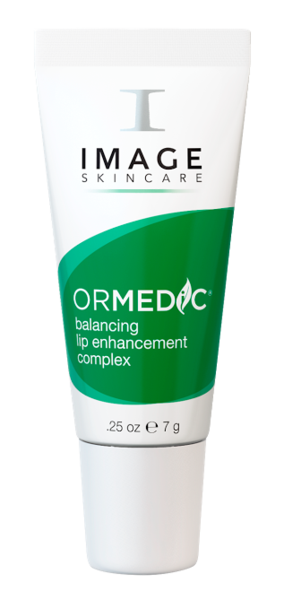 I
IMAGE
SKINCARE
ORMEDIC®
balancing
lip enhancement
complex
.25 oz ℮ 7 g